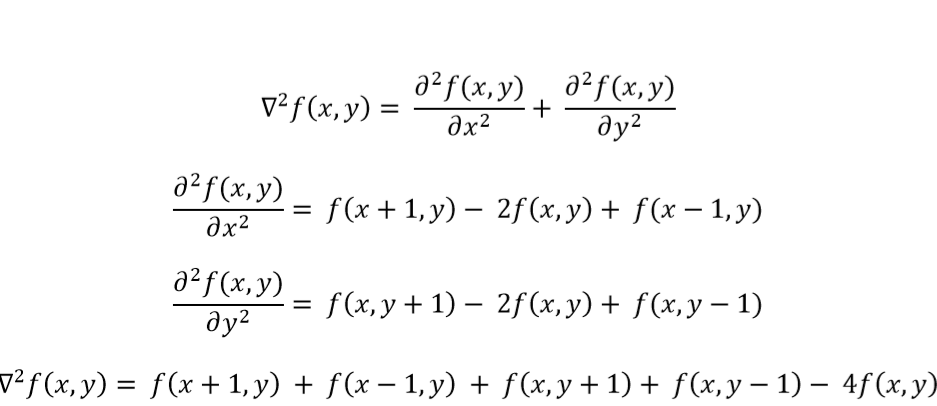 ∇²f(x, y) = ∂²f(x, y)/∂x² + ∂²f(x, y)/∂y²
∂²f(x, y)/∂x² = f(x + 1, y) − 2f(x, y) + f(x − 1, y)
∂²f(x, y)/∂y² = f(x, y + 1) − 2f(x, y) + f(x, y − 1)
∇²f(x, y) = f(x + 1, y) + f(x − 1, y) + f(x, y + 1) + f(x, y − 1) − 4f(x, y)